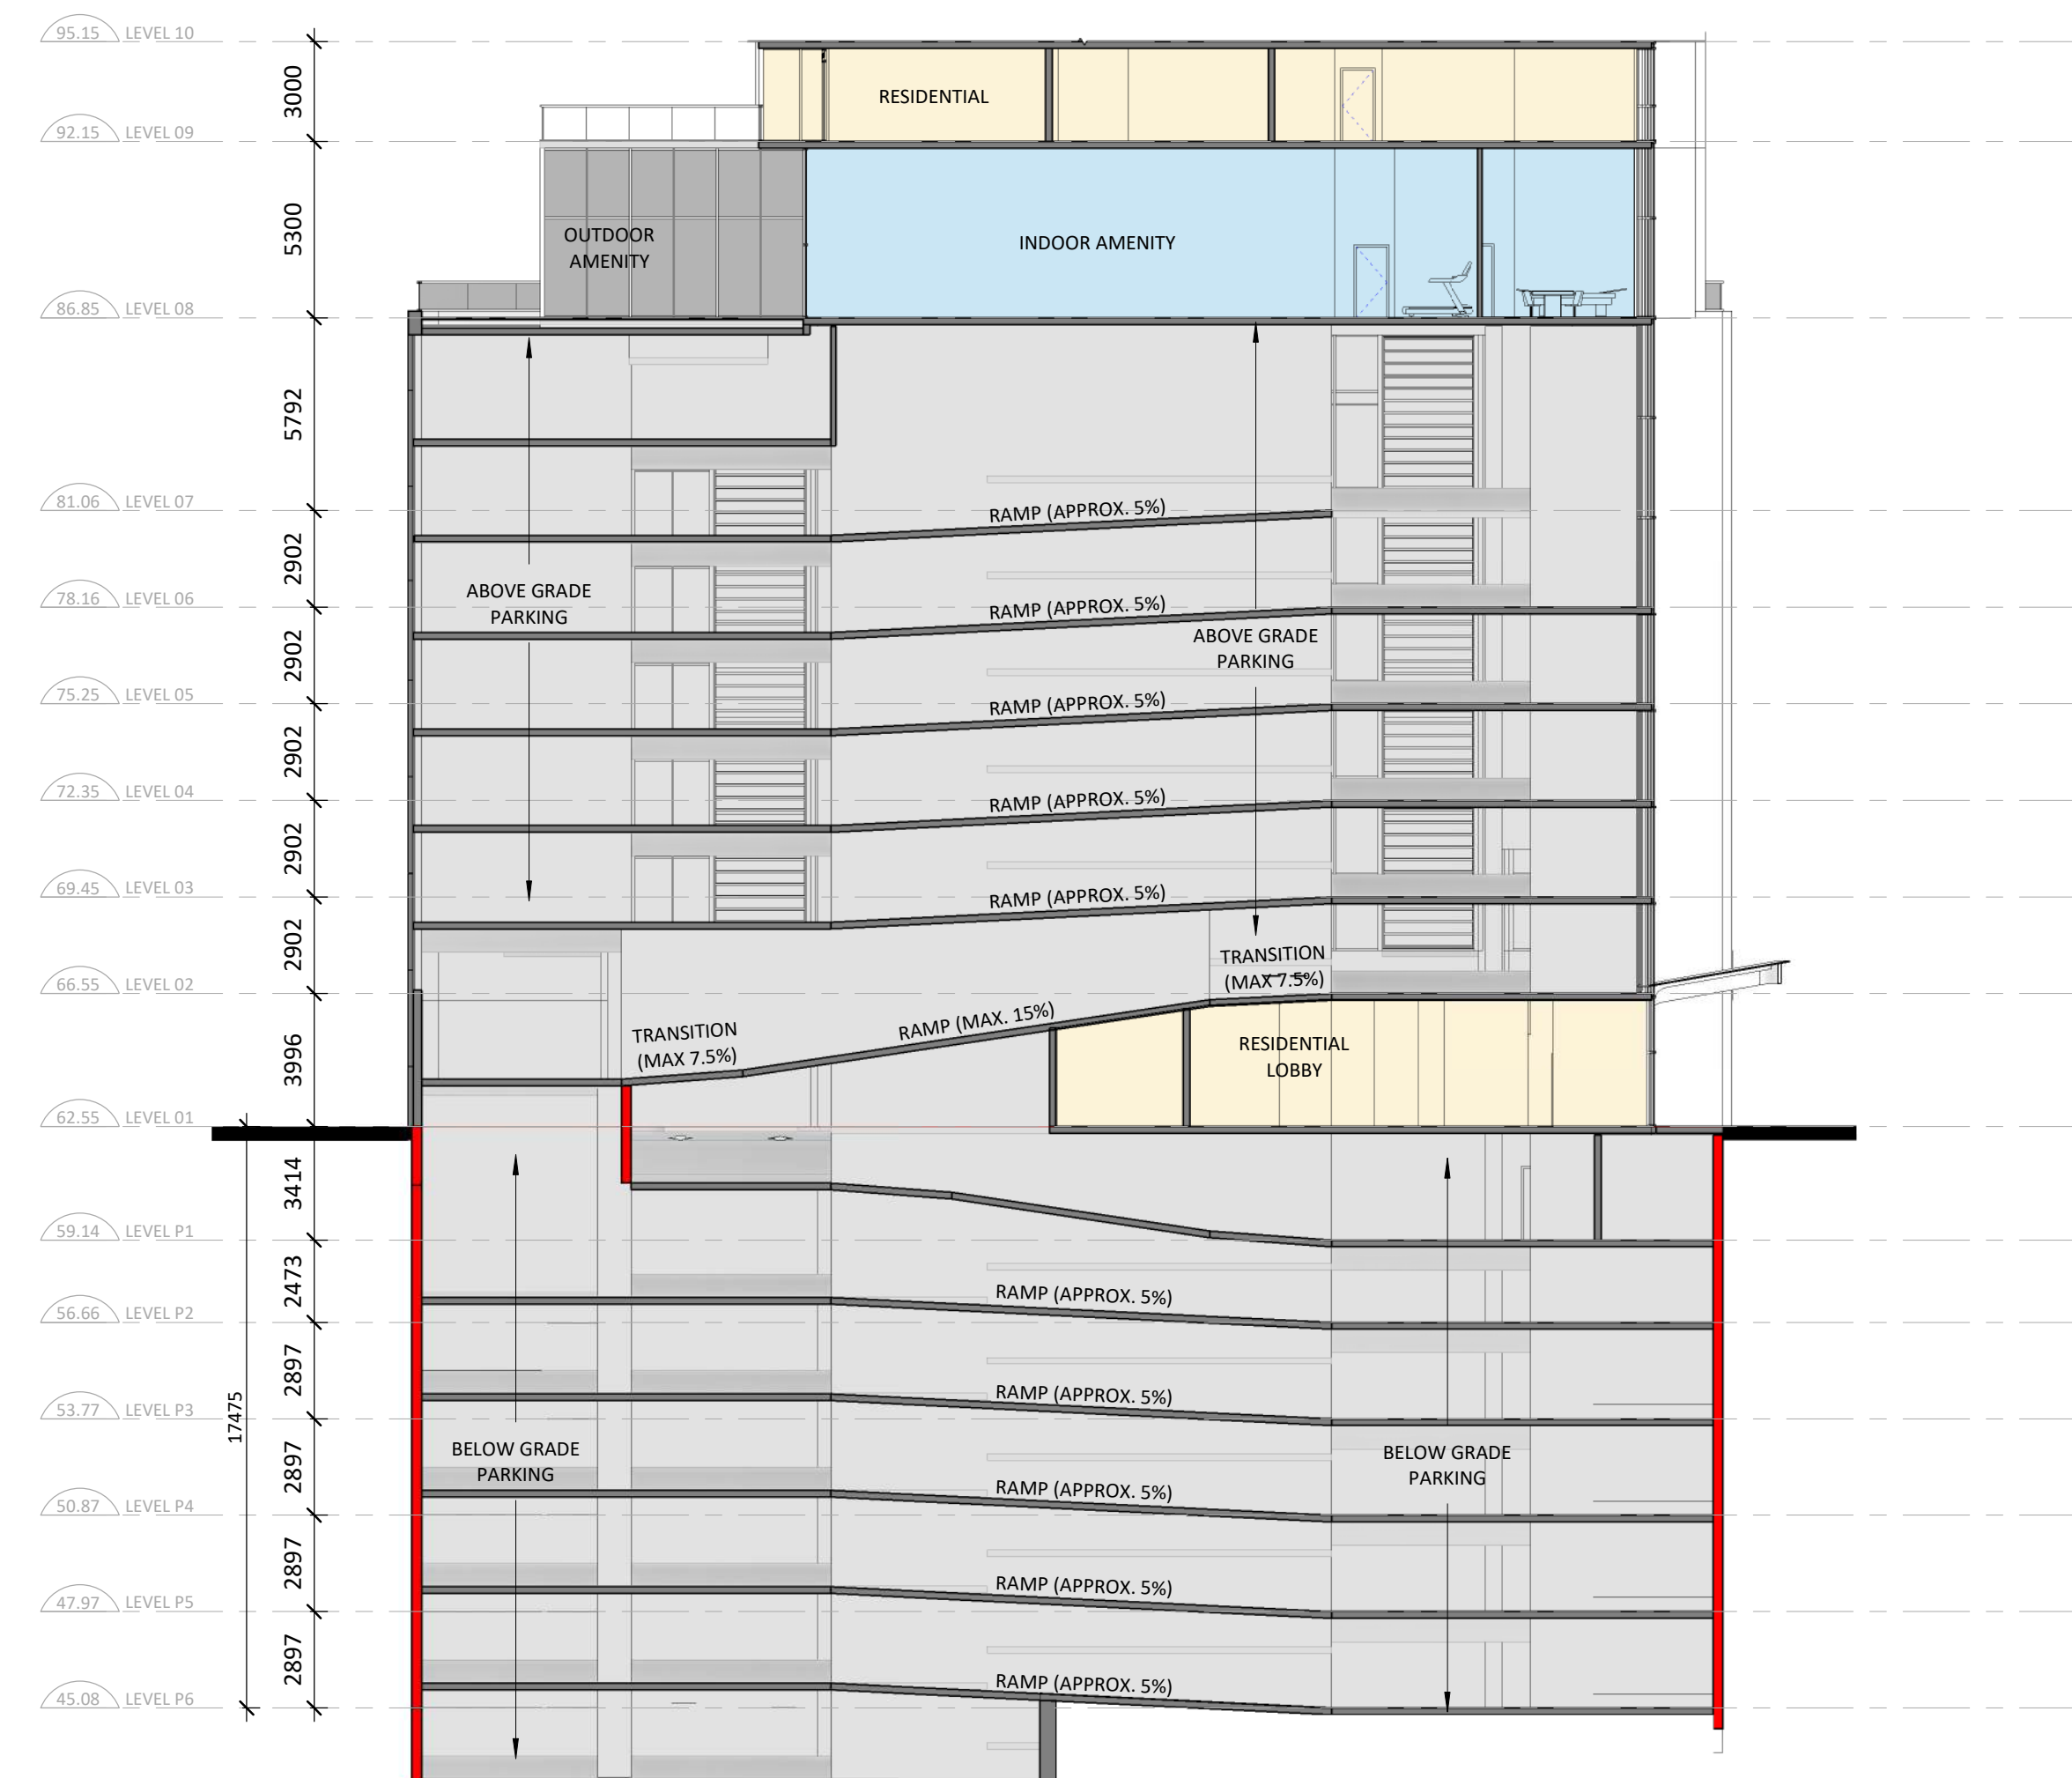 95.15 LEVEL 10
3000
RESIDENTIAL
92.15 LEVEL 09
5300
OUTDOOR
AMENITY
INDOOR AMENITY
86.85 LEVEL 08
5792
81.06 LEVEL 07
RAMP (APPROX. 5%)
2902
ABOVE GRADE
PARKING
78.16 LEVEL 06
RAMP (APPROX. 5%)
ABOVE GRADE
PARKING
2902
75.25 LEVEL 05
RAMP (APPROX. 5%)
2902
72.35 LEVEL 04
RAMP (APPROX. 5%)
2902
69.45 LEVEL 03
RAMP (APPROX. 5%)
2902
TRANSITION
(MAX 7.5%)
66.55 LEVEL 02
RAMP (MAX. 15%)
TRANSITION
(MAX 7.5%)
3996
RESIDENTIAL
LOBBY
62.55 LEVEL 01
3414
59.14 LEVEL P1
2473
RAMP (APPROX. 5%)
56.66 LEVEL P2
2897
RAMP (APPROX. 5%)
53.77 LEVEL P3
17475
2897
BELOW GRADE
PARKING
BELOW GRADE
PARKING
RAMP (APPROX. 5%)
50.87 LEVEL P4
2897
RAMP (APPROX. 5%)
47.97 LEVEL P5
2897
RAMP (APPROX. 5%)
45.08 LEVEL P6